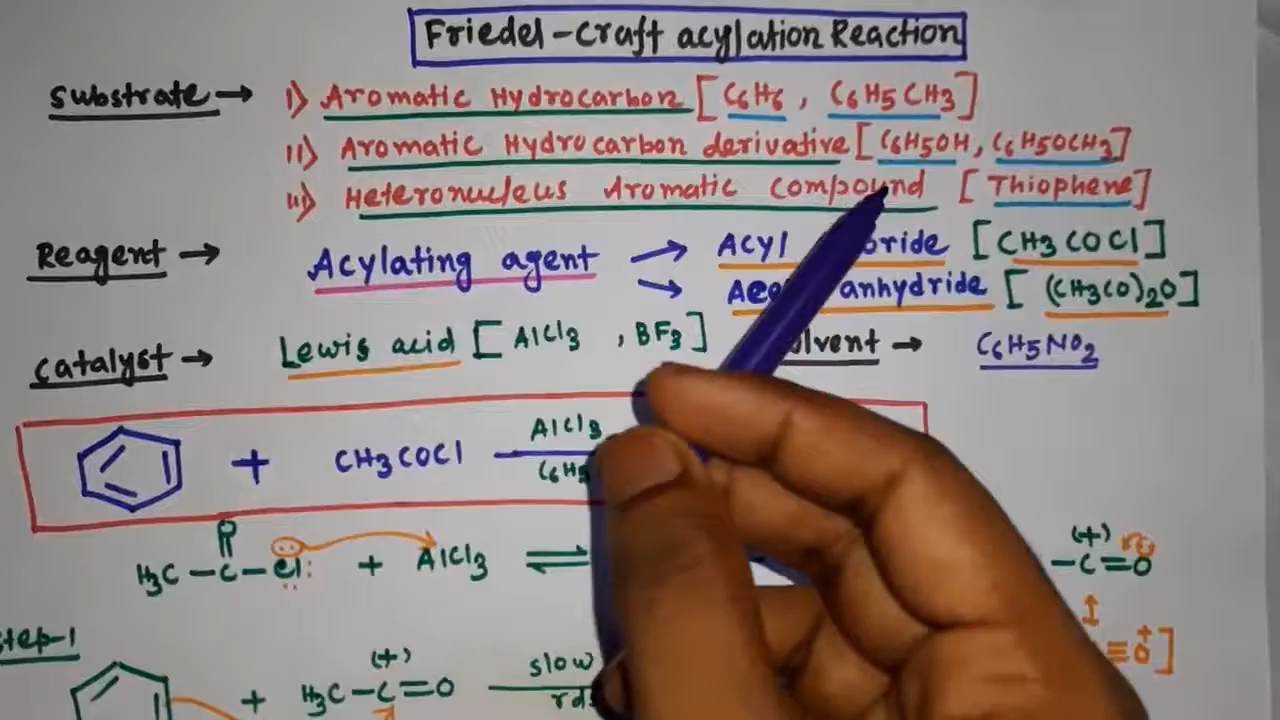 Friedel-craft acylation Reaction
Substrate → i) Aromatic Hydrocarbon [C6H6, C6H5CH3]
ii) Aromatic Hydrocarbon derivative [C6H5OH, C6H5OCH3]
iii) Heteronucleus Aromatic compound [Thiophene]
Reagent → Acylating agent → Acyl [CH3COCl]
→ anhydride [(CH3CO)2O]
Catalyst → Lewis acid [AlCl3, BF3] → C6H5NO2
+ CH3COCl AlCl3
H3C-C-Cl: + AlCl3 ⇌ -C=O (+)
≡O+]
Step-1
+ H3C-C=O (+) slow